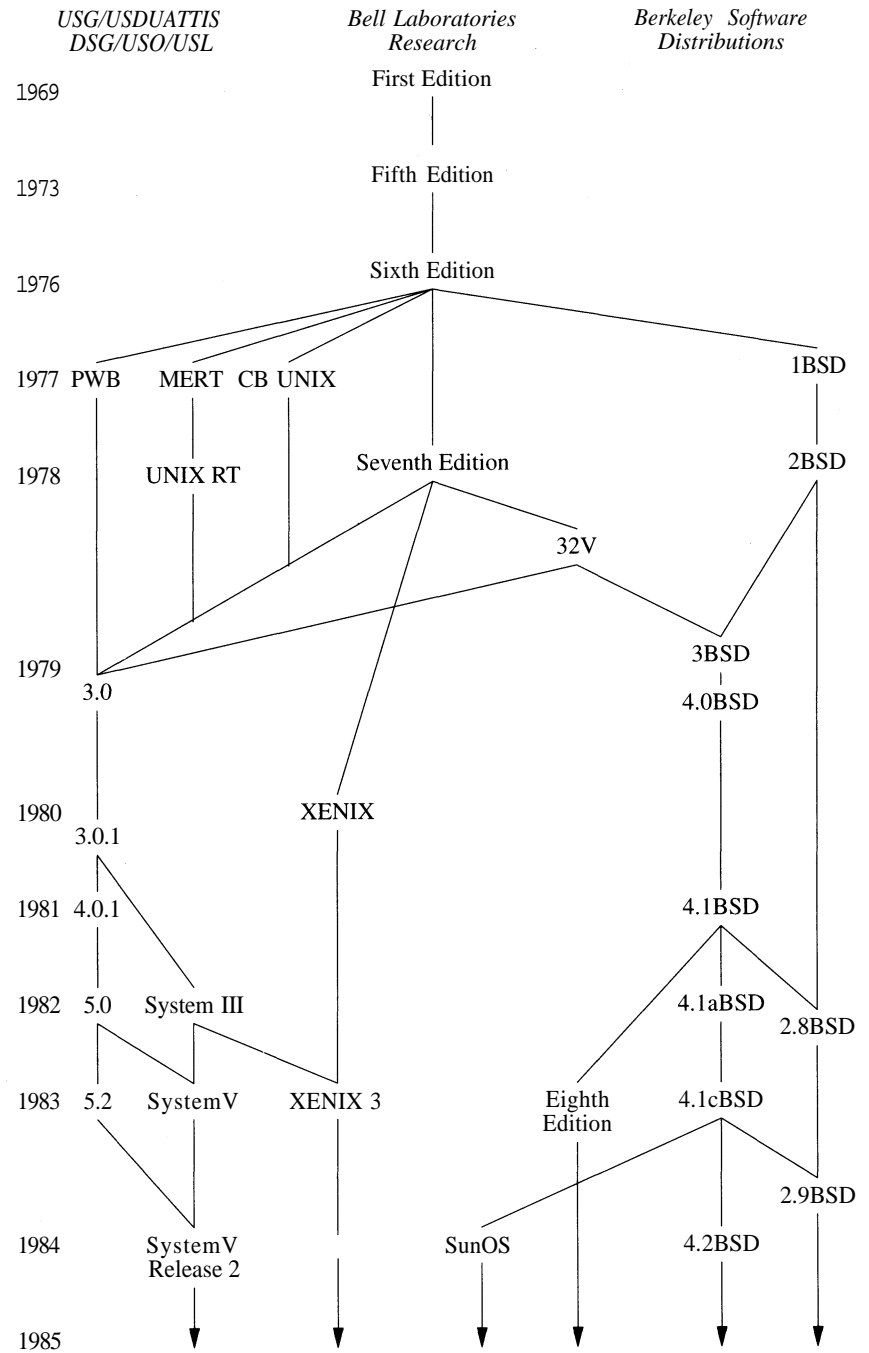 USG/USDUATTIS Bell Laboratories Berkeley Software
DSG/USO/USL Research Distributions
1969 First Edition
1973 Fifth Edition
1976 Sixth Edition
1977 PWB MERT CB UNIX 1BSD
1978 UNIX RT Seventh Edition 2BSD
32V
1979 3BSD
3.0 4.0BSD
1980 XENIX
3.0.1
1981 4.0.1 4.1BSD
1982 5.0 System III 4.1aBSD
2.8BSD
1983 5.2 SystemV XENIX 3 Eighth 4.1cBSD
Edition
2.9BSD
1984 SystemV SunOS 4.2BSD
Release 2
1985